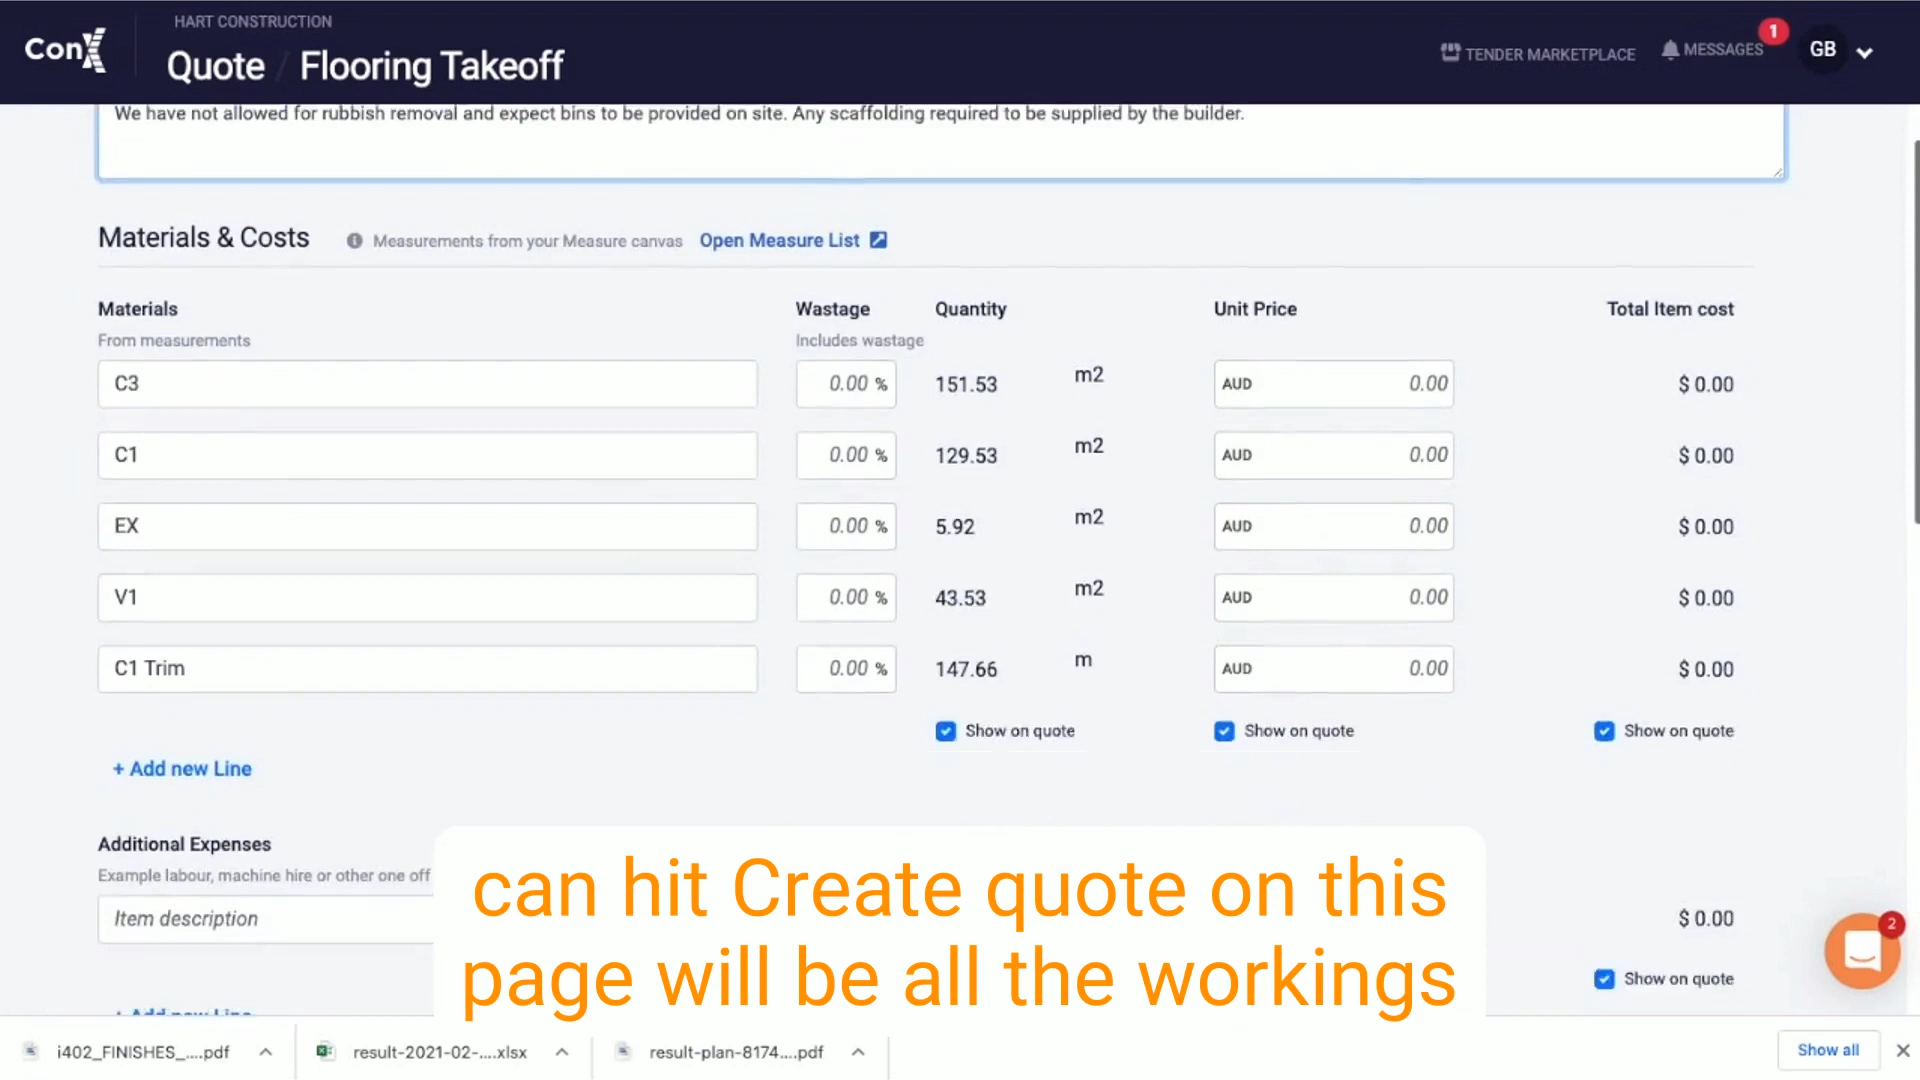 HART CONSTRUCTION
ConX
Quote / Flooring Takeoff
TENDER MARKETPLACE
MESSAGES
1
GB
We have not allowed for rubbish removal and expect bins to be provided on site. Any scaffolding required to be supplied by the builder.
Materials & Costs
Measurements from your Measure canvas
Open Measure List
Materials
Wastage
Quantity
Unit Price
Total Item cost
From measurements
Includes wastage
C3
0.00 %
151.53
m2
AUD
0.00
$ 0.00
C1
0.00 %
129.53
m2
AUD
0.00
$ 0.00
EX
0.00 %
5.92
m2
AUD
0.00
$ 0.00
V1
0.00 %
43.53
m2
AUD
0.00
$ 0.00
C1 Trim
0.00 %
147.66
m
AUD
0.00
$ 0.00
Show on quote
Show on quote
Show on quote
+ Add new Line
Additional Expenses
Example labour, machine hire or other one off
Item description
$ 0.00
2
Show on quote
+ Add new Line
can hit Create quote on this
page will be all the workings
i402_FINISHES_....pdf
result-2021-02-....xlsx
result-plan-8174....pdf
Show all